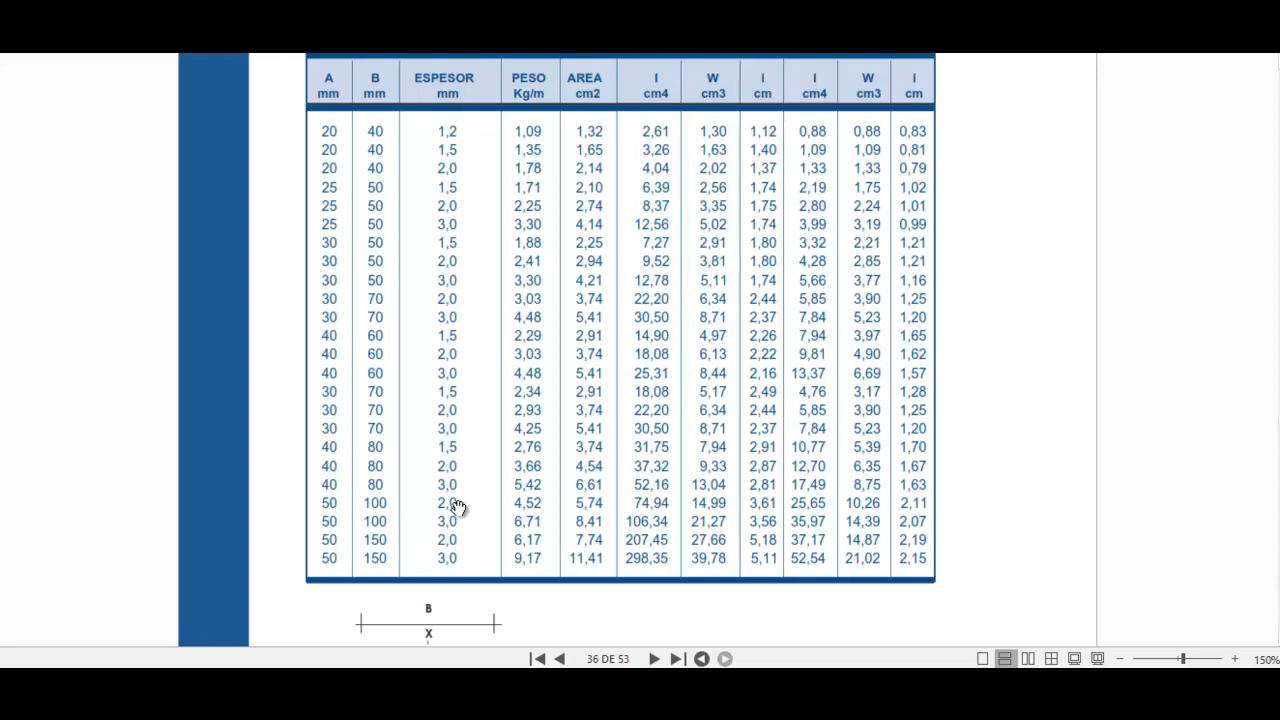 A B ESPESOR PESO AREA I W i I W i
mm mm mm Kg/m cm2 cm4 cm3 cm cm4 cm3 cm
20 40 1,2 1,09 1,32 2,61 1,30 1,12 0,88 0,88 0,83
20 40 1,5 1,35 1,65 3,26 1,63 1,40 1,09 1,09 0,81
20 40 2,0 1,78 2,14 4,04 2,02 1,37 1,33 1,33 0,79
25 50 1,5 1,71 2,10 6,39 2,56 1,74 2,19 1,75 1,02
25 50 2,0 2,25 2,74 8,37 3,35 1,75 2,80 2,24 1,01
25 50 3,0 3,30 4,14 12,56 5,02 1,74 3,99 3,19 0,99
30 50 1,5 1,88 2,25 7,27 2,91 1,80 3,32 2,21 1,21
30 50 2,0 2,41 2,94 9,52 3,81 1,80 4,28 2,85 1,21
30 50 3,0 3,30 4,21 12,78 5,11 1,74 5,66 3,77 1,16
30 70 2,0 3,03 3,74 22,20 6,34 2,44 5,85 3,90 1,25
30 70 3,0 4,48 5,41 30,50 8,71 2,37 7,84 5,23 1,20
40 60 1,5 2,29 2,91 14,90 4,97 2,26 7,94 3,97 1,65
40 60 2,0 3,03 3,74 18,08 6,13 2,22 9,81 4,90 1,62
40 60 3,0 4,48 5,41 25,31 8,44 2,16 13,37 6,69 1,57
30 70 1,5 2,34 2,91 18,08 5,17 2,49 4,76 3,17 1,28
30 70 2,0 2,93 3,74 22,20 6,34 2,44 5,85 3,90 1,25
30 70 3,0 4,25 5,41 30,50 8,71 2,37 7,84 5,23 1,20
40 80 1,5 2,76 3,74 31,75 7,94 2,91 10,77 5,39 1,70
40 80 2,0 3,66 4,54 37,32 9,33 2,87 12,70 6,35 1,67
40 80 3,0 5,42 6,61 52,16 13,04 2,81 17,49 8,75 1,63
50 100 2,0 4,52 5,74 74,94 14,99 3,61 25,65 10,26 2,11
50 100 3,0 6,71 8,41 106,34 21,27 3,56 35,97 14,39 2,07
50 150 2,0 6,17 7,74 207,45 27,66 5,18 37,17 14,87 2,19
50 150 3,0 9,17 11,41 298,35 39,78 5,11 52,54 21,02 2,15
B
X
36 DE 53
150%